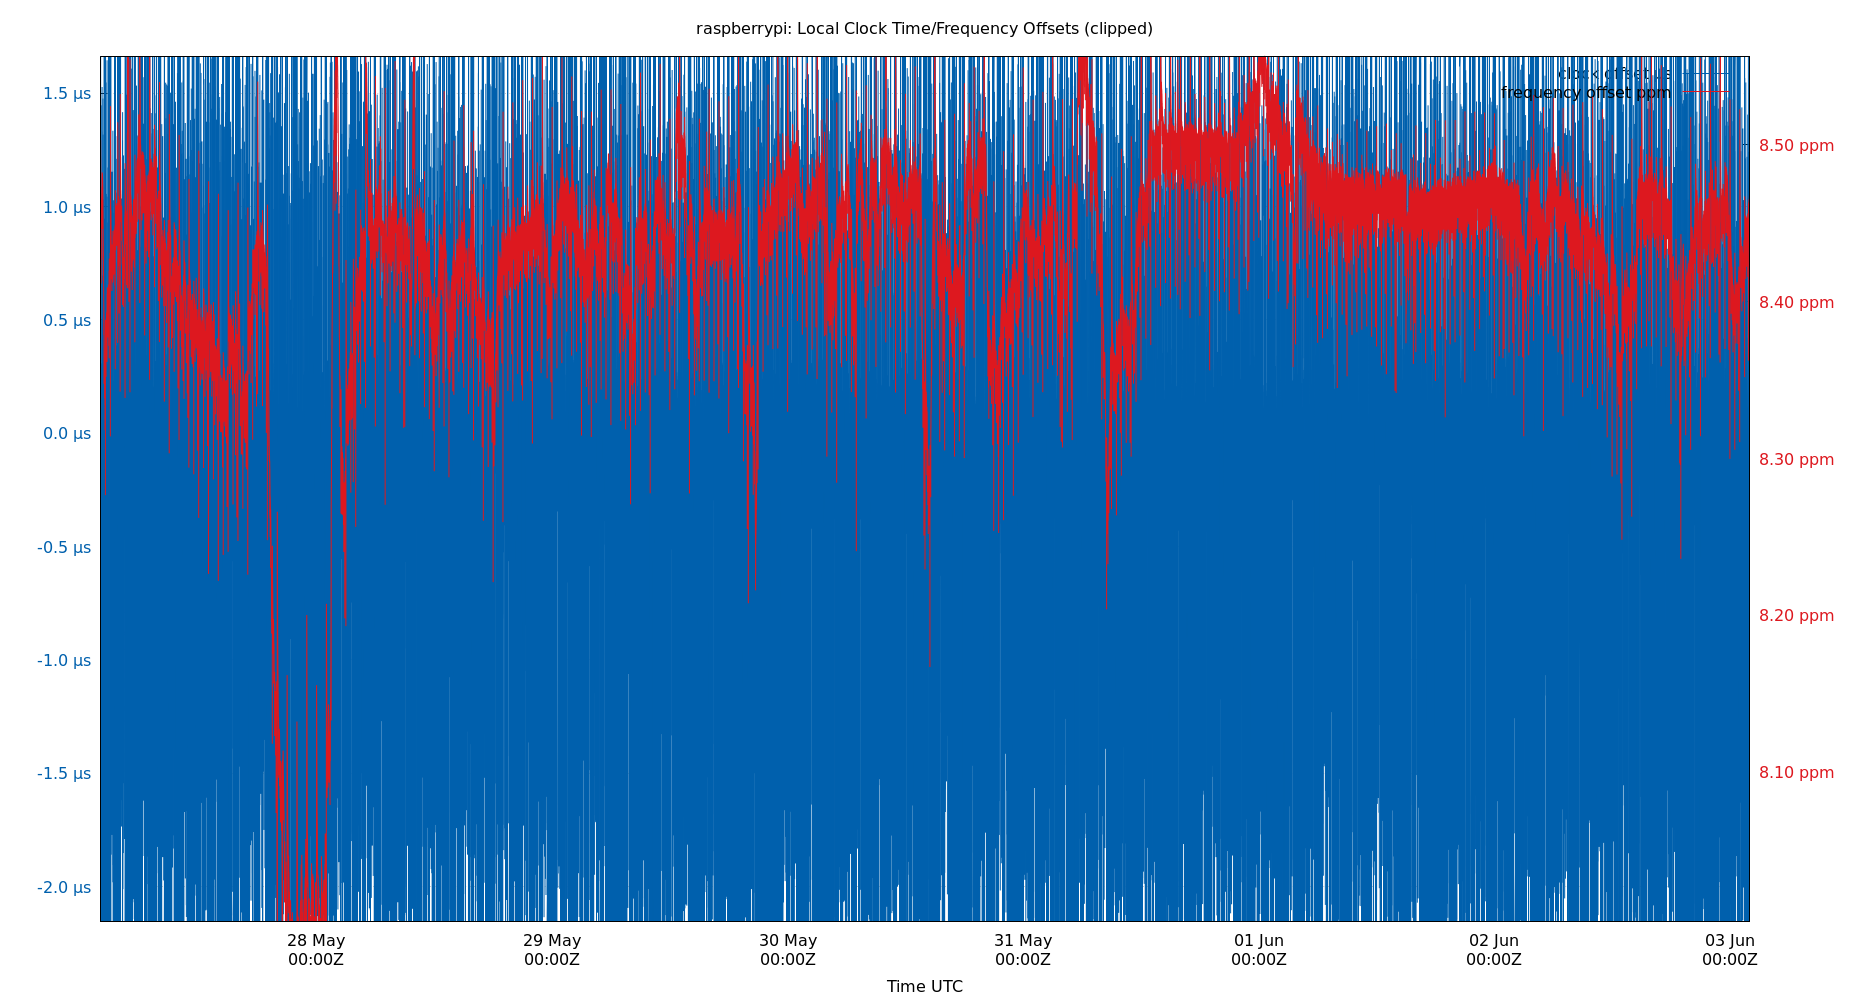 raspberrypi: Local Clock Time/Frequency Offsets (clipped)
clock offset µs
frequency offset ppm
1.5 µs
1.0 µs
0.5 µs
0.0 µs
-0.5 µs
-1.0 µs
-1.5 µs
-2.0 µs
8.50 ppm
8.40 ppm
8.30 ppm
8.20 ppm
8.10 ppm
28 May
00:00Z
29 May
00:00Z
30 May
00:00Z
31 May
00:00Z
01 Jun
00:00Z
02 Jun
00:00Z
03 Jun
00:00Z
Time UTC